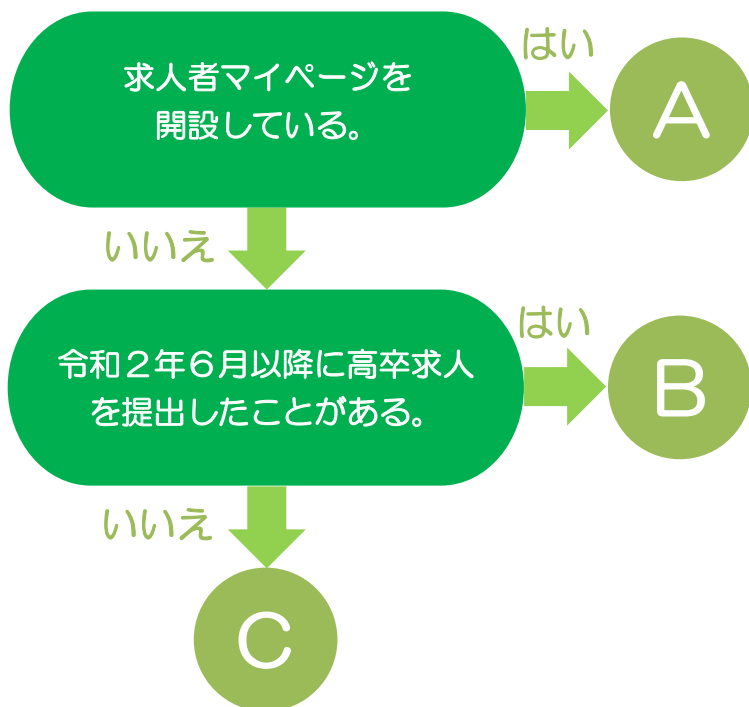 はい
求人者マイページを
開設している。
A
いいえ
はい
令和２年６月以降に高卒求人
を提出したことがある。
B
いいえ
C